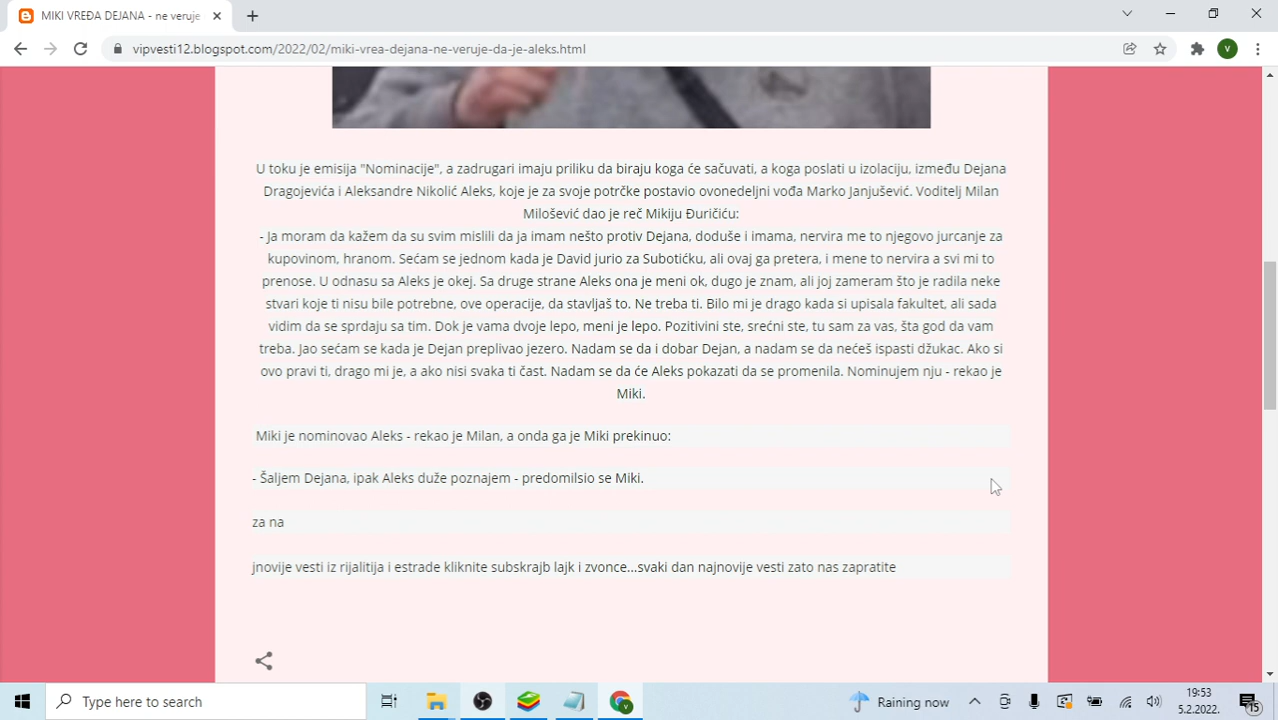 MIKI VREĐA DEJANA - ne veruje
vipvesti12.blogspot.com/2022/02/miki-vrea-dejana-ne-veruje-da-je-aleks.html
V
U toku je emisija "Nominacije", a zadrugari imaju priliku da biraju koga će sačuvati, a koga poslati u izolaciju, između Dejana
Dragojevića i Aleksandre Nikolić Aleks, koje je za svoje potrčke postavio ovonedeljni vođa Marko Janjušević. Voditelj Milan
Milošević dao je reč Mikiju Đuričiću:
- Ja moram da kažem da su svim mislili da ja imam nešto protiv Dejana, doduše i imama, nervira me to njegovo jurcanje za
kupovinom, hranom. Sećam se jednom kada je David jurio za Subotićku, ali ovaj ga pretera, i mene to nervira a svi mi to
prenose. U odnasu sa Aleks je okej. Sa druge strane Aleks ona je meni ok, dugo je znam, ali joj zameram što je radila neke
stvari koje ti nisu bile potrebne, ove operacije, da stavljaš to. Ne treba ti. Bilo mi je drago kada si upisala fakultet, ali sada
vidim da se sprdaju sa tim. Dok je vama dvoje lepo, meni je lepo. Pozitivini ste, srećni ste, tu sam za vas, šta god da vam
treba. Jao sećam se kada je Dejan preplivao jezero. Nadam se da i dobar Dejan, a nadam se da nećeš ispasti džukac. Ako si
ovo pravi ti, drago mi je, a ako nisi svaka ti čast. Nadam se da će Aleks pokazati da se promenila. Nominujem nju - rekao je
Miki.
Miki je nominovao Aleks - rekao je Milan, a onda ga je Miki prekinuo:
- Šaljem Dejana, ipak Aleks duže poznajem - predomilsio se Miki.
za na
jnovije vesti iz rijalitija i estrade kliknite subskrajb lajk i zvonce...svaki dan najnovije vesti zato nas zapratite
Type here to search
V
Raining now
19:53
5.2.2022.
15